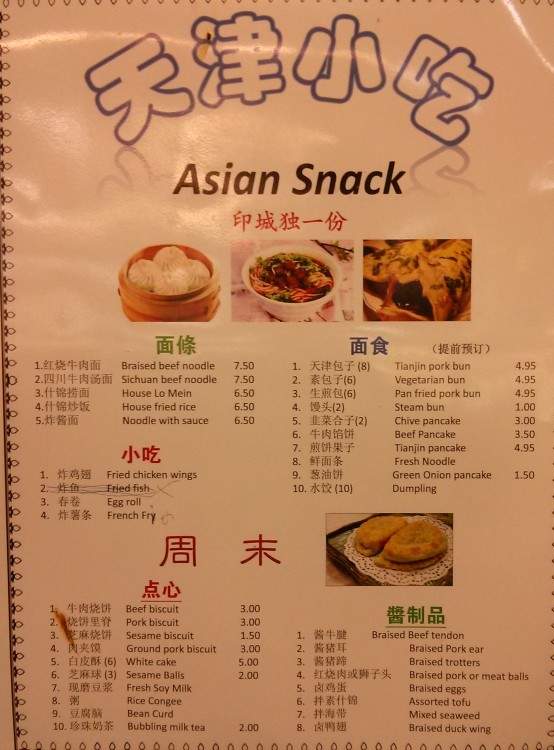 天津小吃
Asian Snack
印城独一份
面條
1.红烧牛肉面 Braised beef noodle 7.50
2.四川牛肉汤面 Sichuan beef noodle 7.50
3.什锦捞面 House Lo Mein 6.50
4.什锦炒饭 House fried rice 6.50
5.炸酱面 Noodle with sauce 6.50
小吃
1. 炸鸡翅 Fried chicken wings
2. 炸鱼 Fried fish
3. 春卷 Egg roll
4. 炸薯条 French Fry
面食 (提前预订)
1. 天津包子 (8) Tianjin pork bun 4.95
2. 素包子(6) Vegetarian bun 4.95
3. 生煎包(6) Pan fried pork bun 4.95
4. 馒头(2) Steam bun 1.00
5. 韭菜合子(2) Chive pancake 3.00
6. 牛肉馅饼 Beef Pancake 3.50
7. 煎饼果子 Tianjin pancake 4.95
8. 鲜面条 Fresh Noodle
9. 葱油饼 Green Onion pancake 1.50
10. 水饺 (10) Dumpling
周 末
点心
1. 牛肉烧饼 Beef biscuit 3.00
2. 烧饼里脊 Pork biscuit 3.00
3. 芝麻烧饼 Sesame biscuit 1.50
4. 肉夹馍 Ground pork biscuit 3.00
5. 白皮酥 (6) White cake 5.00
6. 芝麻球 (3) Sesame Balls 2.00
7. 现磨豆浆 Fresh Soy Milk
8. 粥 Rice Congee
9. 豆腐脑 Bean Curd
10. 珍珠奶茶 Bubbling milk tea 2.00
醬制品
1. 酱牛腱 Braised Beef tendon
2. 酱猪耳 Braised Pork ear
3. 酱猪蹄 Braised trotters
4. 红烧肉或狮子头 Braised pork or meat balls
5. 卤鸡蛋 Braised eggs
6. 拌素什锦 Assorted tofu
7. 拌海带 Mixed seaweed
8. 卤鸭翅 Braised duck wing